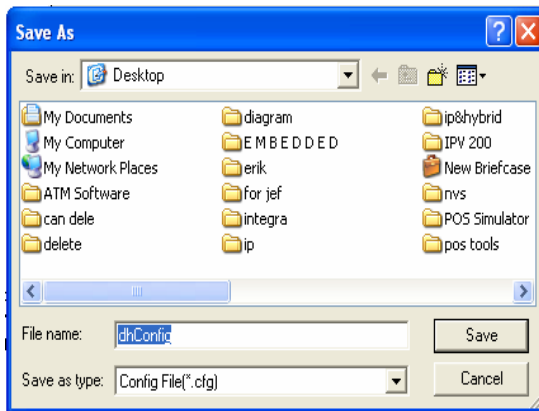 Save As
Save in: Desktop
My Documents
My Computer
My Network Places
ATM Software
can dele
delete
diagram
E M B E D D E D
erik
for jef
integra
ip
ip&hybrid
IPV 200
New Briefcase
nvs
POS Simulator
pos tools
File name: dhConfig Save
Save as type: Config File(*.cfg) Cancel